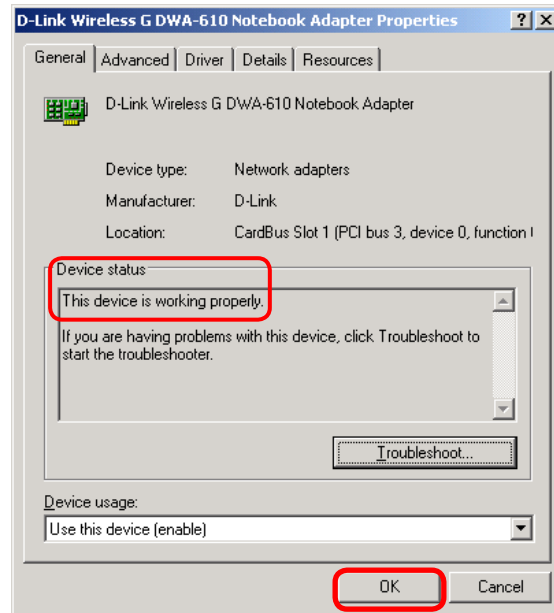 D-Link Wireless G DWA-610 Notebook Adapter Properties
General Advanced Driver Details Resources
D-Link Wireless G DWA-610 Notebook Adapter
Device type: Network adapters
Manufacturer: D-Link
Location: CardBus Slot 1 (PCI bus 3, device 0, function
Device status
This device is working properly.
If you are having problems with this device, click Troubleshoot to
start the troubleshooter.
Troubleshoot...
Device usage:
Use this device (enable)
OK Cancel